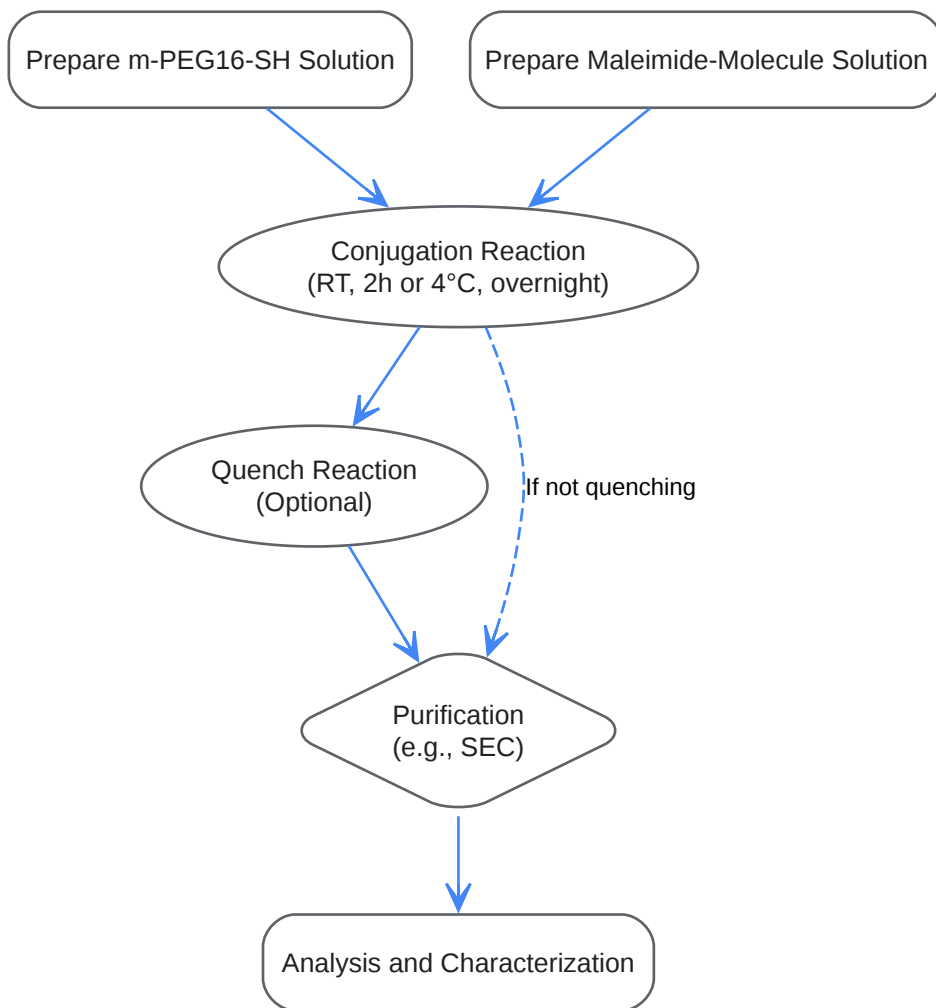 Prepare m-PEG16-SH Solution
Prepare Maleimide-Molecule Solution
Conjugation Reaction
(RT, 2h or 4°C, overnight)
Quench Reaction
(Optional)
If not quenching
Purification
(e.g., SEC)
Analysis and Characterization